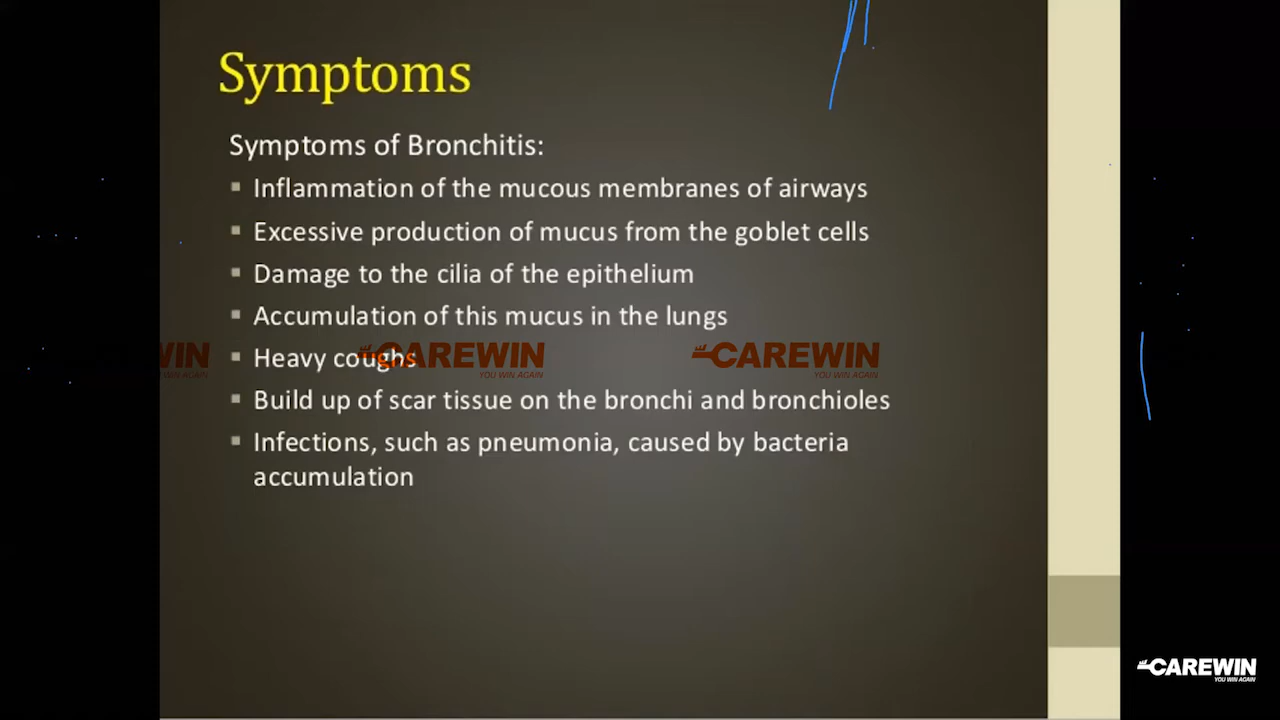 Symptoms
Symptoms of Bronchitis:
▪ Inflammation of the mucous membranes of airways
▪ Excessive production of mucus from the goblet cells
▪ Damage to the cilia of the epithelium
▪ Accumulation of this mucus in the lungs
▪ Heavy coughs
WIN
WIN AGAIN
CAREWIN
YOU WIN AGAIN
CAREWIN
YOU WIN AGAIN
▪ Build up of scar tissue on the bronchi and bronchioles
▪ Infections, such as pneumonia, caused by bacteria
accumulation
CAREWIN
YOU WIN AGAIN